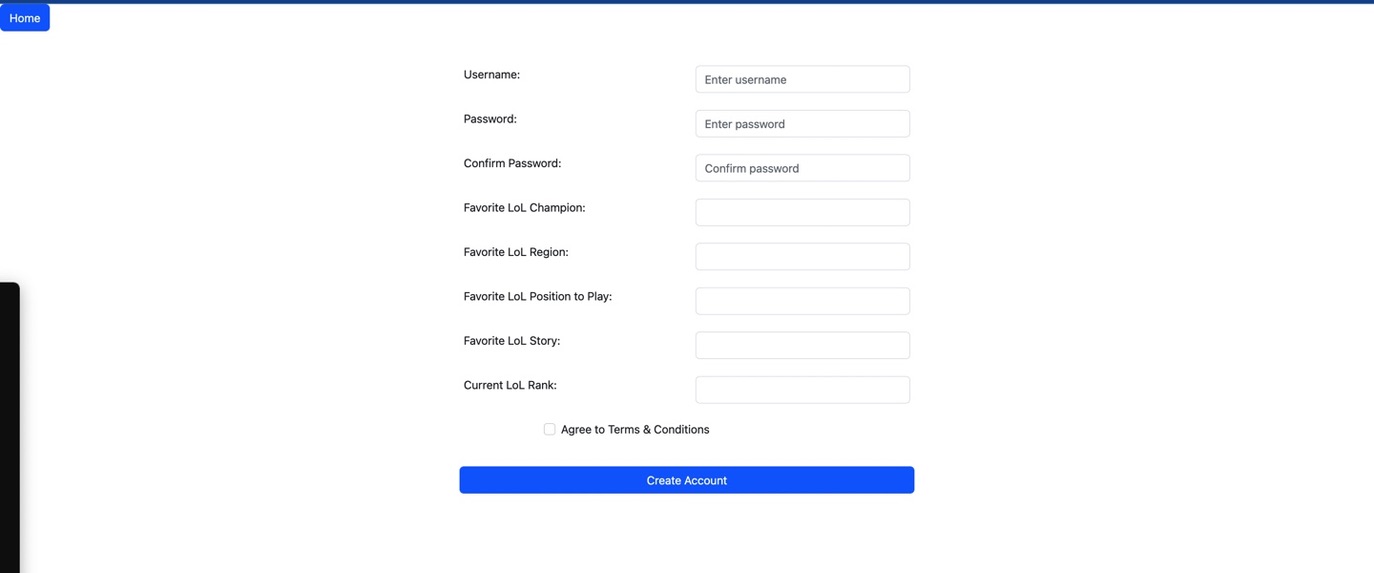 Home
Username:
Enter username
Password:
Enter password
Confirm Password:
Confirm password
Favorite LoL Champion:
Favorite LoL Region:
Favorite LoL Position to Play:
Favorite LoL Story:
Current LoL Rank:
Agree to Terms & Conditions
Create Account